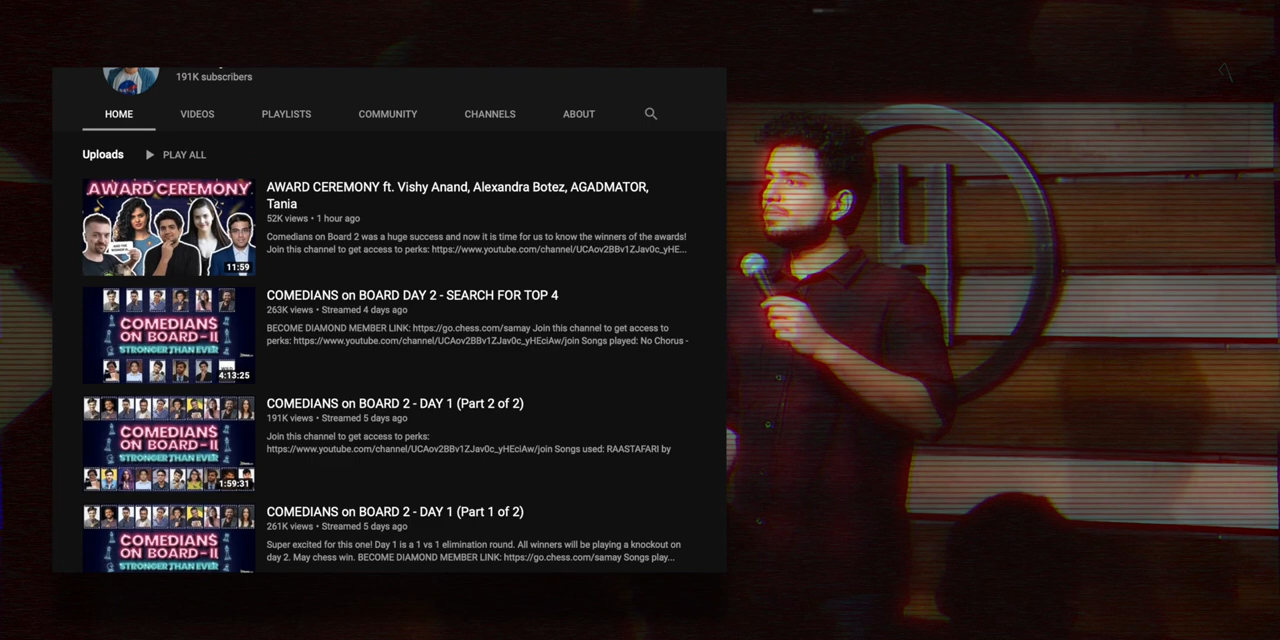 191K subscribers
HOME VIDEOS PLAYLISTS COMMUNITY CHANNELS ABOUT
Uploads PLAY ALL
AWARD CEREMONY
11:59
AWARD CEREMONY ft. Vishy Anand, Alexandra Botez, AGADMATOR,
Tania
52K views • 1 hour ago
Comedians on Board 2 was a huge success and now it is time for us to know the winners of the awards!
Join this channel to get access to perks: https://www.youtube.com/channel/UCAov2BBv1ZJav0c_yHE...
COMEDIANS
ON BOARD-II
STRONGER THAN EVER
4:13:25
COMEDIANS on BOARD DAY 2 - SEARCH FOR TOP 4
263K views • Streamed 4 days ago
BECOME DIAMOND MEMBER LINK: https://go.chess.com/samay Join this channel to get access to
perks: https://www.youtube.com/channel/UCAov2BBv1ZJav0c_yHEciAw/join Songs played: No Chorus -
COMEDIANS
ON BOARD-II
STRONGER THAN EVER
1:59:31
COMEDIANS on BOARD 2 - DAY 1 (Part 2 of 2)
191K views • Streamed 5 days ago
Join this channel to get access to perks:
https://www.youtube.com/channel/UCAov2BBv1ZJav0c_yHEciAw/join Songs used: RAASTAFARI by
COMEDIANS
ON BOARD-II
STRONGER THAN EVER
COMEDIANS on BOARD 2 - DAY 1 (Part 1 of 2)
261K views • Streamed 5 days ago
Super excited for this one! Day 1 is a 1 vs 1 elimination round. All winners will be playing a knockout on
day 2. May chess win. BECOME DIAMOND MEMBER LINK: https://go.chess.com/samay Songs play...